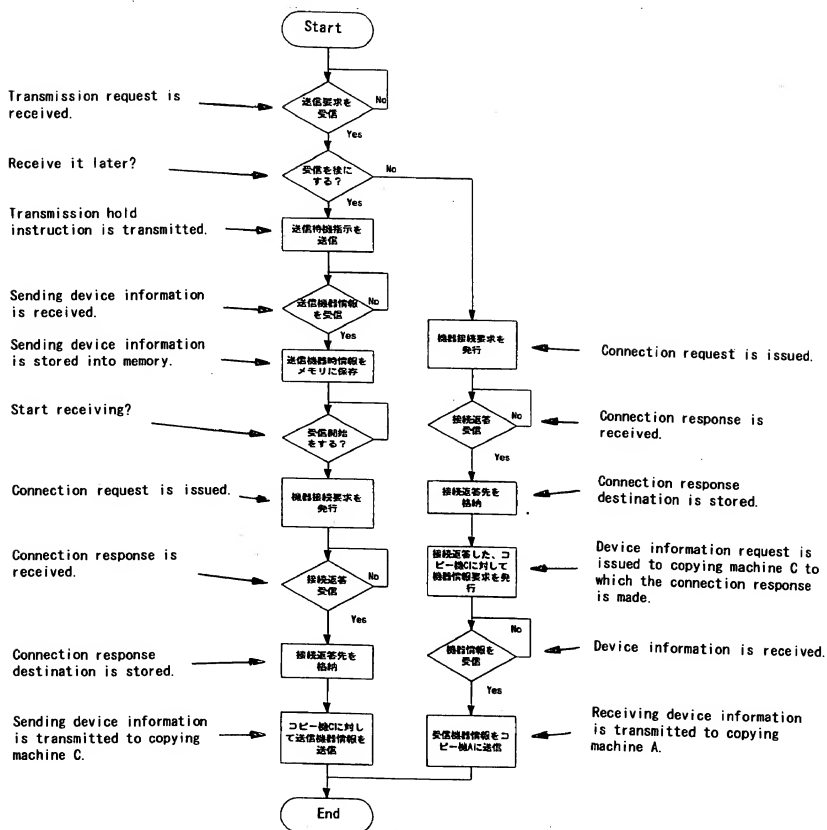 Start
Transmission request is
received.
送信要求を
受信
No
Yes
Receive it later?
受信を後に
する？
No
Yes
Transmission hold
instruction is transmitted.
送信待機指示を
送信
Sending device information
is received.
送信機器情報
を受信
No
Yes
Sending device information
is stored into memory.
送信機器時情報を
メモリに保存
Start receiving?
受信開始
をする？
Connection request is issued.
機器接続要求を
発行
Connection response is
received.
接続返答
受信
No
Yes
Connection response
destination is stored.
接続返答先を
格納
Sending device information
is transmitted to copying
machine C.
コピー機Cに対し
て送信機器情報を
送信
機器接続要求を
発行
Connection request is issued.
接続返答
受信
No
Yes
Connection response is
received.
接続返答先を
格納
Connection response
destination is stored.
接続返答した、コ
ピー機Cに対して
機器情報要求を発
行
Device information request is
issued to copying machine C to
which the connection response
is made.
機器情報を
受信
No
Yes
Device information is received.
受信機器情報をコ
ピー機Aに送信
Receiving device information
is transmitted to copying
machine A.
End